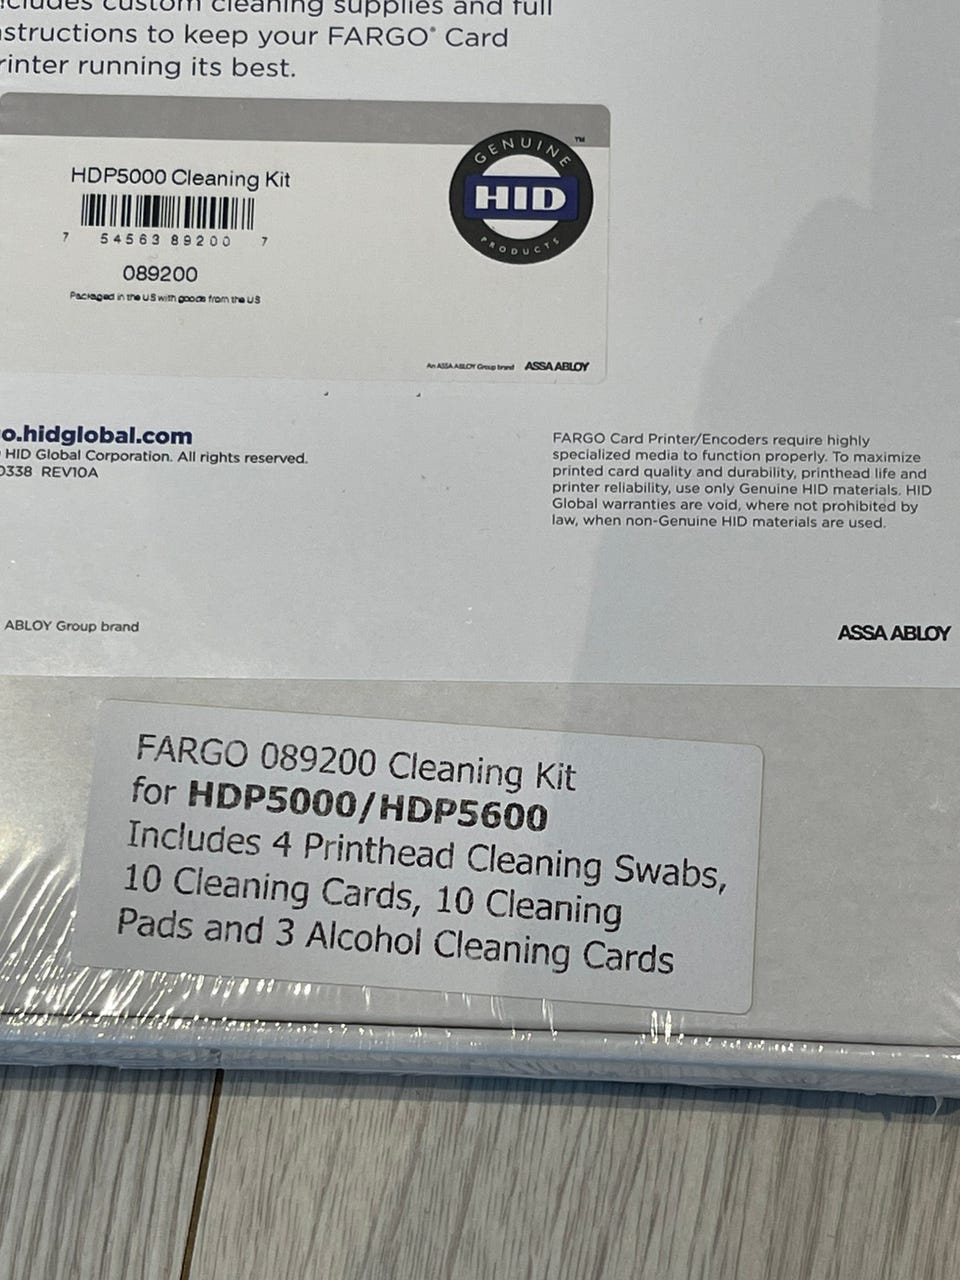 custom cleaning supplies and full
to keep your FARGO® Card
running its best.
HDP5000 Cleaning Kit
7 54563 89200 7
089200
Packaged in the US with goods from the US
GENUINE
™
HID
PRODUCTS
An ASSA ABLOY Group brand ASSA ABLOY
o.hidglobal.com
HID Global Corporation. All rights reserved.
0338 REV10A
FARGO Card Printer/Encoders require highly
specialized media to function properly. To maximize
printed card quality and durability, printhead life and
printer reliability, use only Genuine HID materials. HID
Global warranties are void, where not prohibited by
law, when non-Genuine HID materials are used.
ABLOY Group brand
ASSA ABLOY
FARGO 089200 Cleaning Kit
for HDP5000/HDP5600
Includes 4 Printhead Cleaning Swabs,
10 Cleaning Cards, 10 Cleaning
Pads and 3 Alcohol Cleaning Cards